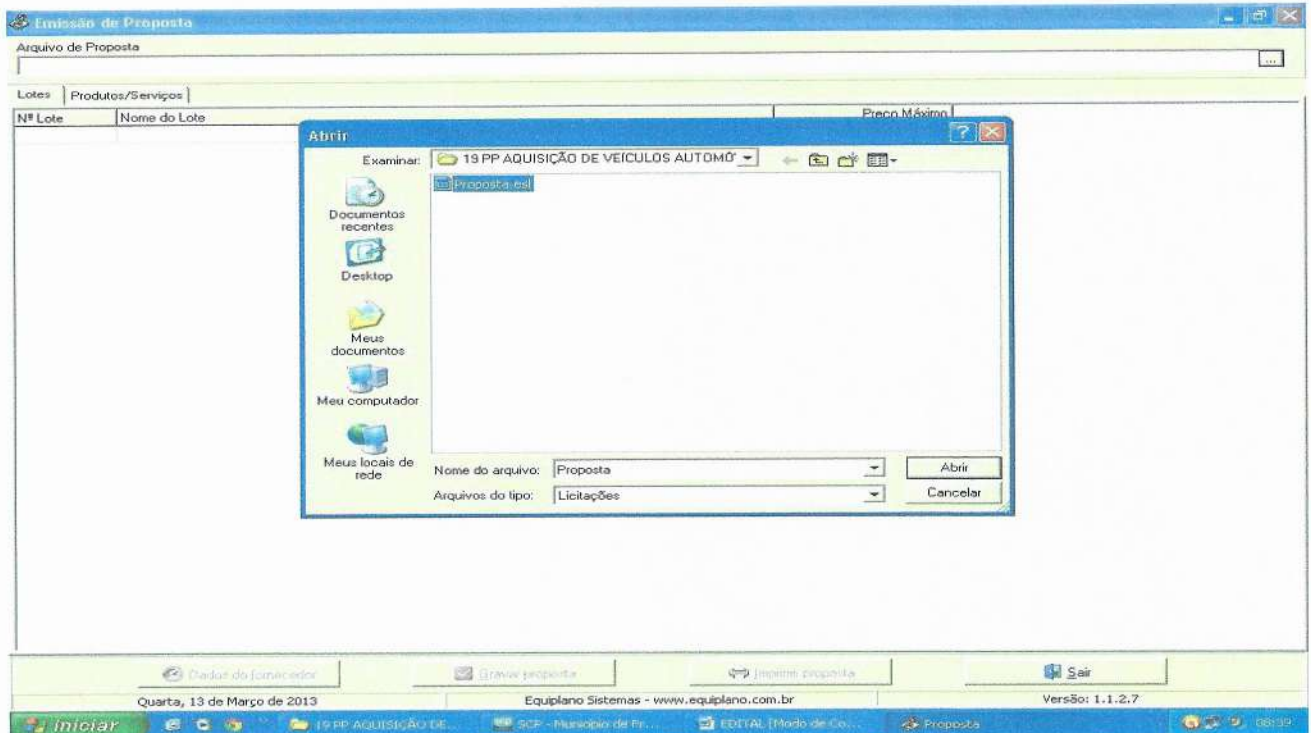 Emissão de Proposta
Arquivo de Proposta
...
Lotes Produtos/Serviços
Nº Lote Nome do Lote Preço Máximo
Abrir
Examinar: 19 PP AQUISIÇÃO DE VEÍCULOS AUTOMÓ
Proposta.esl
Documentos
recentes
Desktop
Meus
documentos
Meu computador
Meus locais de
rede
Nome do arquivo: Proposta Abrir
Arquivos do tipo: Licitações Cancelar
Dados do fornecedor Gravar proposta Imprimir proposta Sair
Quarta, 13 de Março de 2013 Equiplano Sistemas - www.equiplano.com.br Versão: 1.1.2.7
Iniciar 19 PP AQUISIÇÃO DE... SCP - Município de Pr... EDITAL [Modo de Co... Proposta 08:39